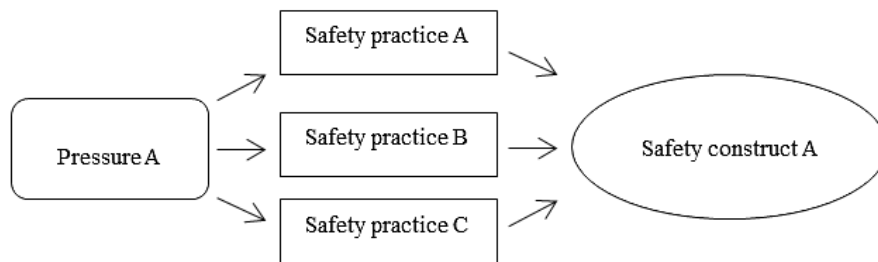 Safety practice A
Pressure A
Safety practice B
Safety construct A
Safety practice C